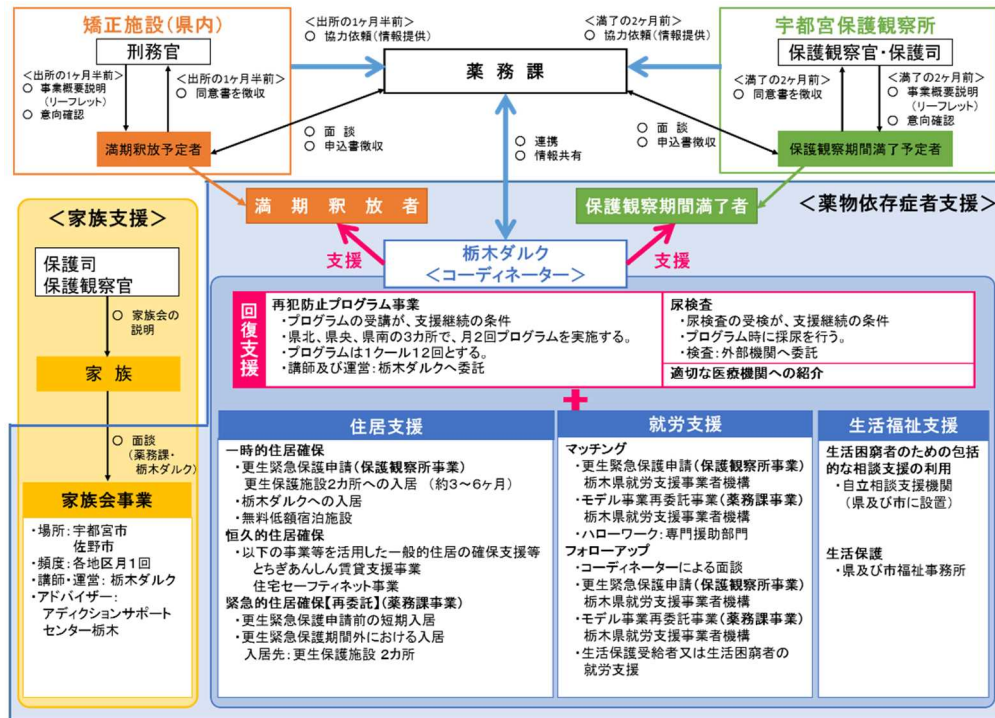 矯正施設(県内)
刑務官
<出所の1ヶ月半前>
○ 事業概要説明
(リーフレット)
○ 意向確認
<出所の1ヶ月半前>
○ 同意書を徴収
満期釈放予定者
<出所の1ヶ月半前>
○ 協力依頼(情報提供)
<満了の2ヶ月前>
○ 協力依頼(情報提供)
薬務課
○ 面 談
○ 申込書徴収
○ 連携
○ 情報共有
○ 面 談
○ 申込書徴収
宇都宮保護観察所
保護観察官・保護司
<満了の2ヶ月前>
○ 同意書を徴収
<満了の2ヶ月前>
○ 事業概要説明
(リーフレット)
○ 意向確認
保護観察期間満了予定者
<家族支援>
保護司
保護観察官
○ 家族会の
説明
家 族
○ 面談
(薬務課・
栃木ダルク)
家族会事業
・場所:宇都宮市
佐野市
・頻度:各地区月1回
・講師・運営:栃木ダルク
・アドバイザー:
アディクションサポート
センター栃木
<薬物依存症者支援>
満 期 釈 放 者
保護観察期間満了者
支援
栃木ダルク
<コーディネーター>
支援
回復支援
再犯防止プログラム事業
・プログラムの受講が、支援継続の条件
・県北、県央、県南の3カ所で、月2回プログラムを実施する。
・プログラムは1クール12回とする。
・講師及び運営:栃木ダルクへ委託
尿検査
・尿検査の受検が、支援継続の条件
・プログラム時に採尿を行う。
・検査:外部機関へ委託
適切な医療機関への紹介
+
住居支援
一時的住居確保
・更生緊急保護申請(保護観察所事業)
更生保護施設2カ所への入居 (約3~6ヶ月)
・栃木ダルクへの入居
・無料低額宿泊施設
恒久的住居確保
・以下の事業等を活用した一般的住居の確保支援等
とちぎあんしん賃貸支援事業
住宅セーフティネット事業
緊急的住居確保【再委託】(薬務課事業)
・更生緊急保護申請前の短期入居
・更生緊急保護期間外における入居
入居先:更生保護施設 2カ所
就労支援
マッチング
・更生緊急保護申請(保護観察所事業)
栃木県就労支援事業者機構
・モデル事業再委託事業(薬務課事業)
栃木県就労支援事業者機構
・ハローワーク:専門援助部門
フォローアップ
・コーディネーターによる面談
・更生緊急保護申請(保護観察所事業)
栃木県就労支援事業者機構
・モデル事業再委託事業(薬務課事業)
栃木県就労支援事業者機構
・生活保護受給者又は生活困窮者の
就労支援
生活福祉支援
生活困窮者のための包括
的な相談支援の利用
・自立相談支援機関
(県及び市に設置)
生活保護
・県及び市福祉事務所